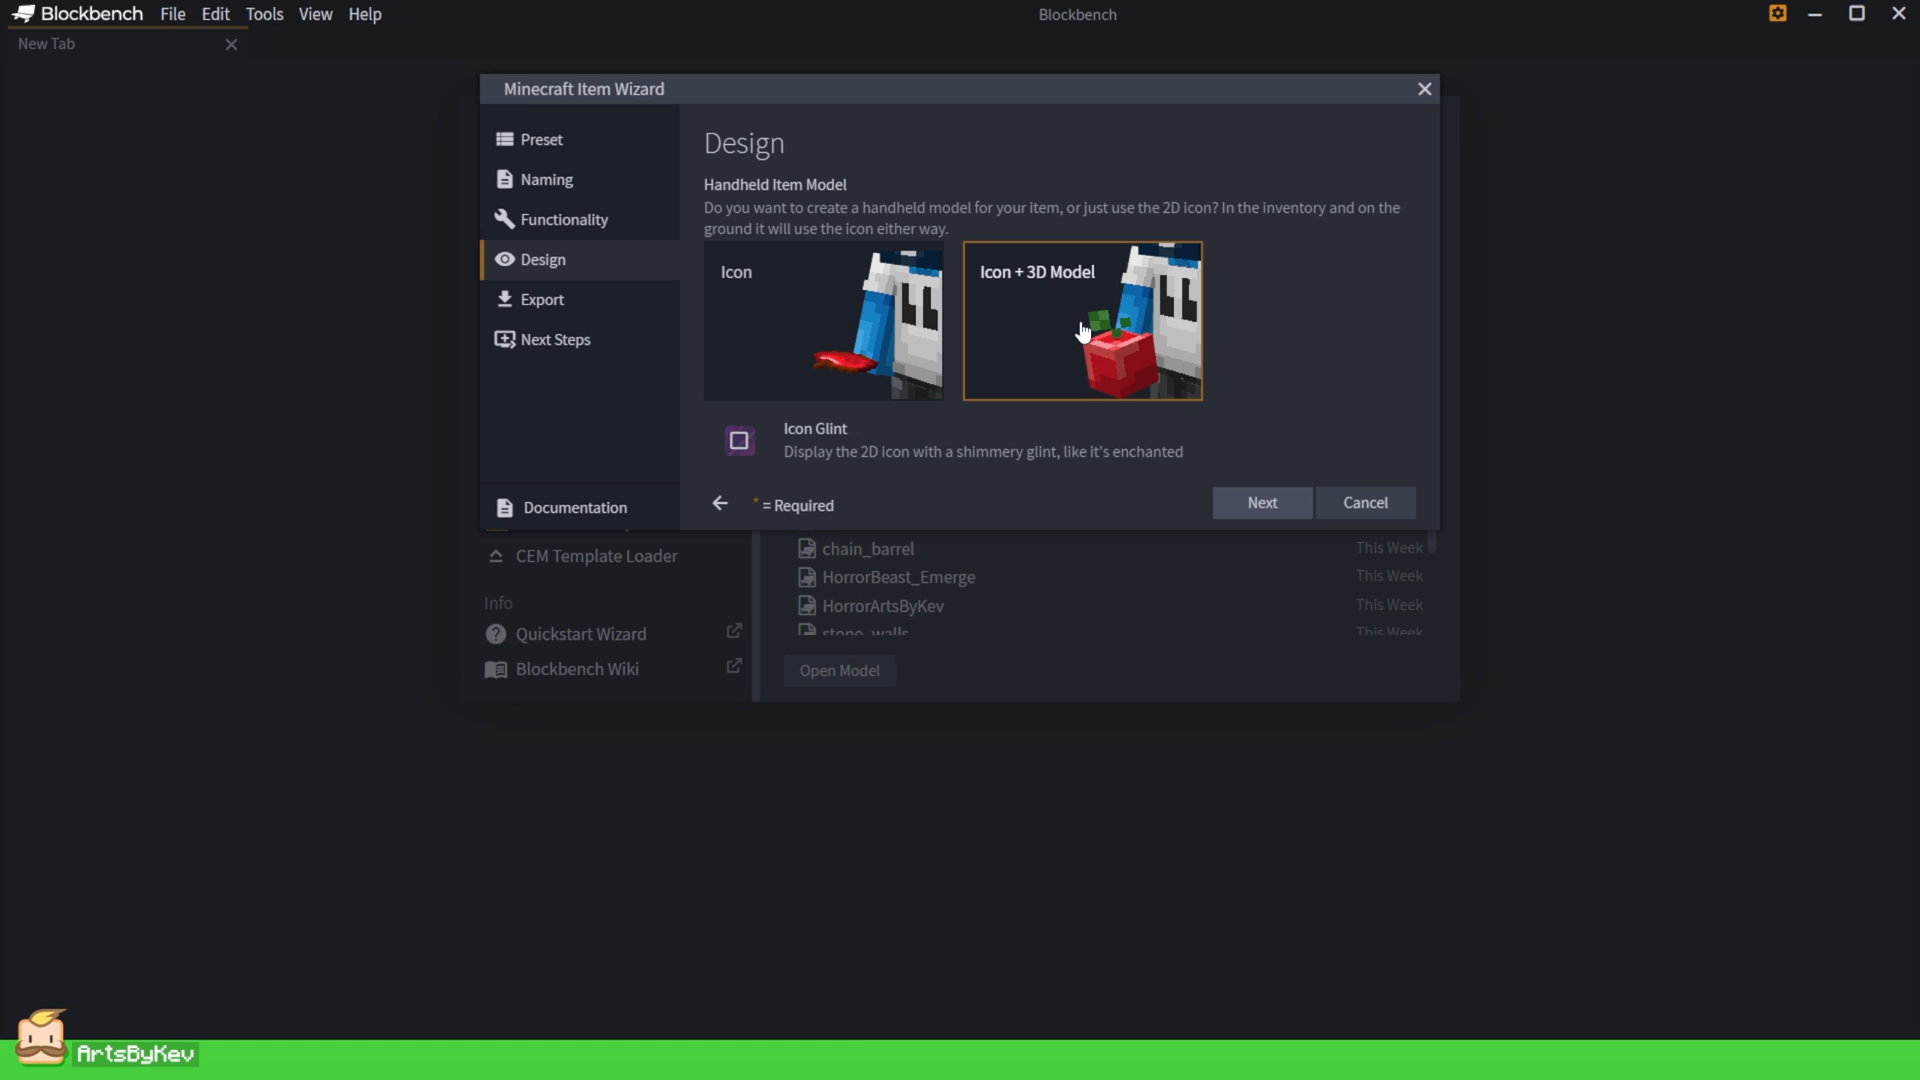 Blockbench File Edit Tools View Help
Blockbench
New Tab
Minecraft Item Wizard
Preset
Naming
Functionality
Design
Export
Next Steps
Documentation
Design
Handheld Item Model
Do you want to create a handheld model for your item, or just use the 2D icon? In the inventory and on the
ground it will use the icon either way.
Icon
Icon + 3D Model
Icon Glint
Display the 2D icon with a shimmery glint, like it's enchanted
* = Required
Next
Cancel
CEM Template Loader
Info
Quickstart Wizard
Blockbench Wiki
chain_barrel This Week
HorrorBeast_Emerge This Week
HorrorArtsByKev This Week
stone_walls This Week
Open Model
ArtsByKev